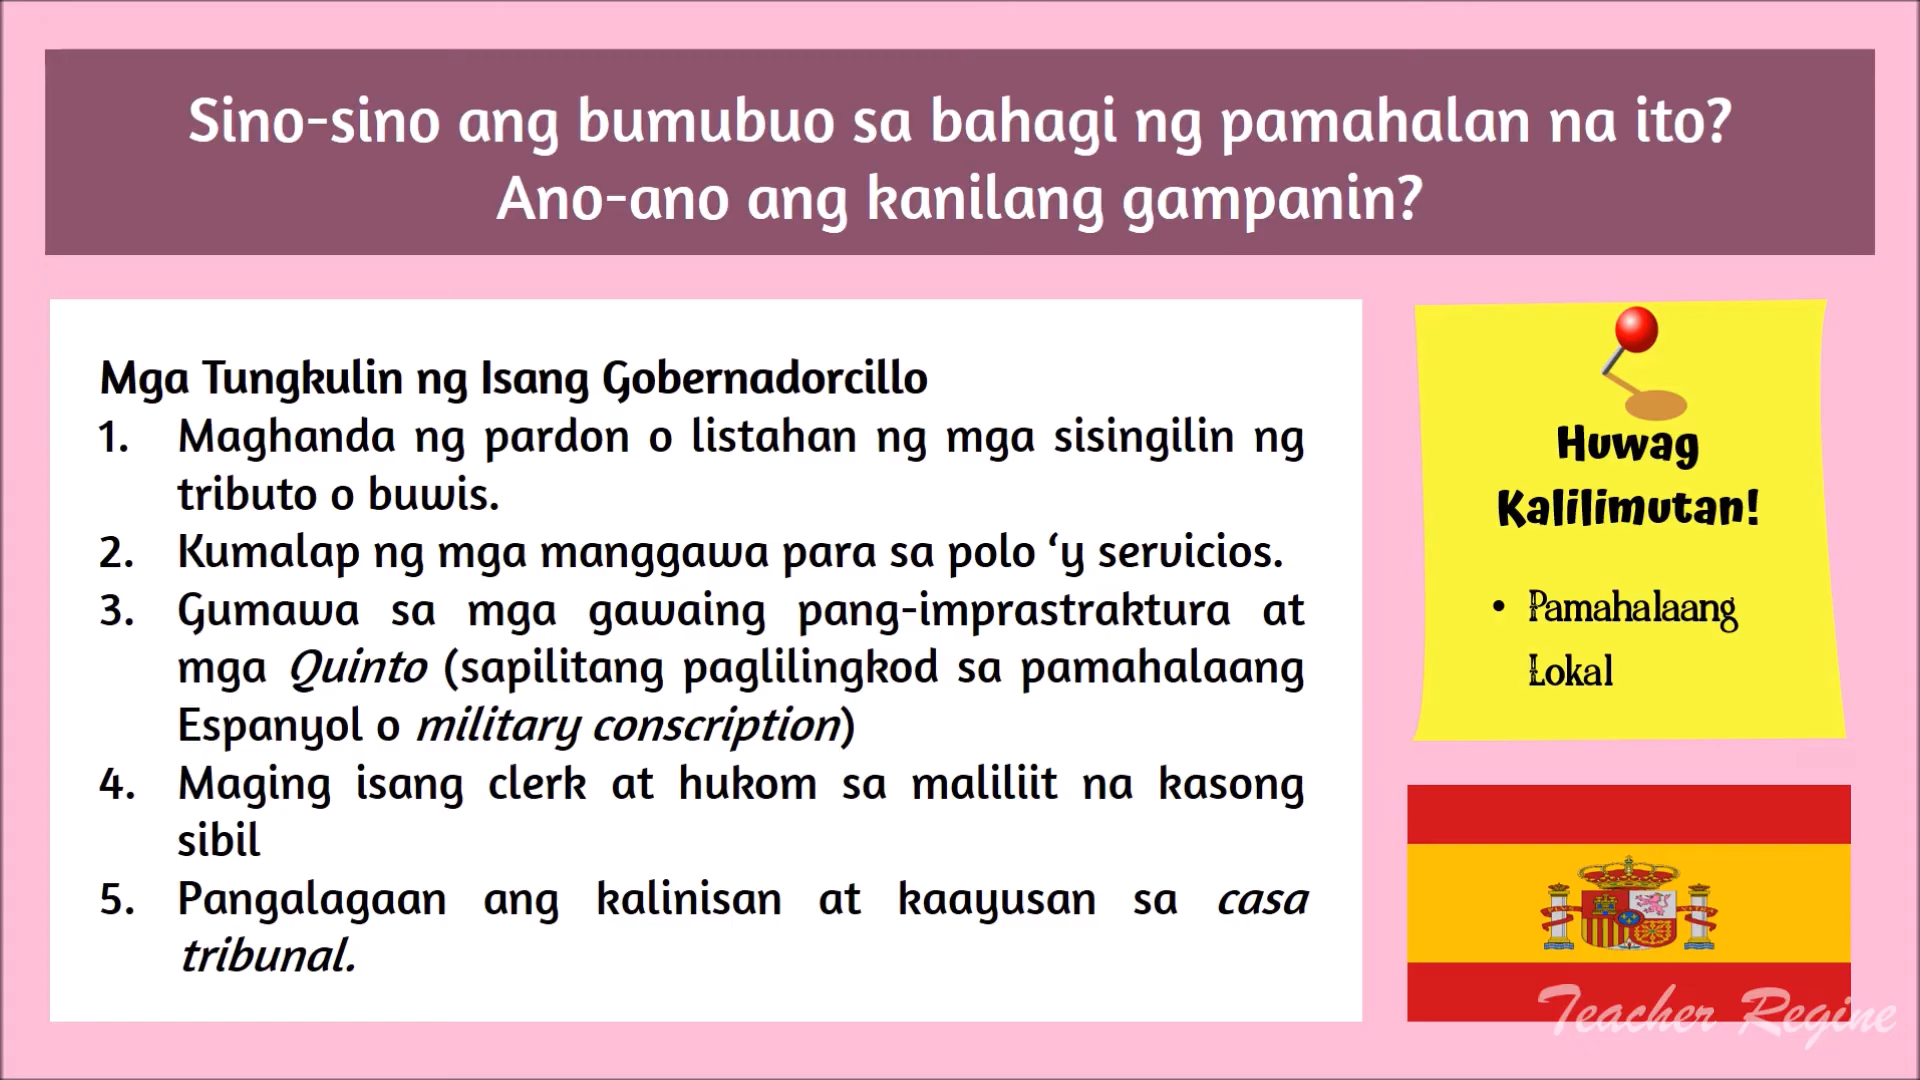 Sino-sino ang bumubuo sa bahagi ng pamahalan na ito?
Ano-ano ang kanilang gampanin?
Mga Tungkulin ng Isang Gobernadorcillo
1. Maghanda ng pardon o listahan ng mga sisingilin ng
tributo o buwis.
2. Kumalap ng mga manggawa para sa polo ‘y servicios.
3. Gumawa sa mga gawaing pang-imprastraktura at
mga Quinto (sapilitang paglilingkod sa pamahalaang
Espanyol o military conscription)
4. Maging isang clerk at hukom sa maliliit na kasong
sibil
5. Pangalagaan ang kalinisan at kaayusan sa casa
tribunal.
Huwag
Kalilimutan!
• Pamahalaang
Lokal
Teacher Regine